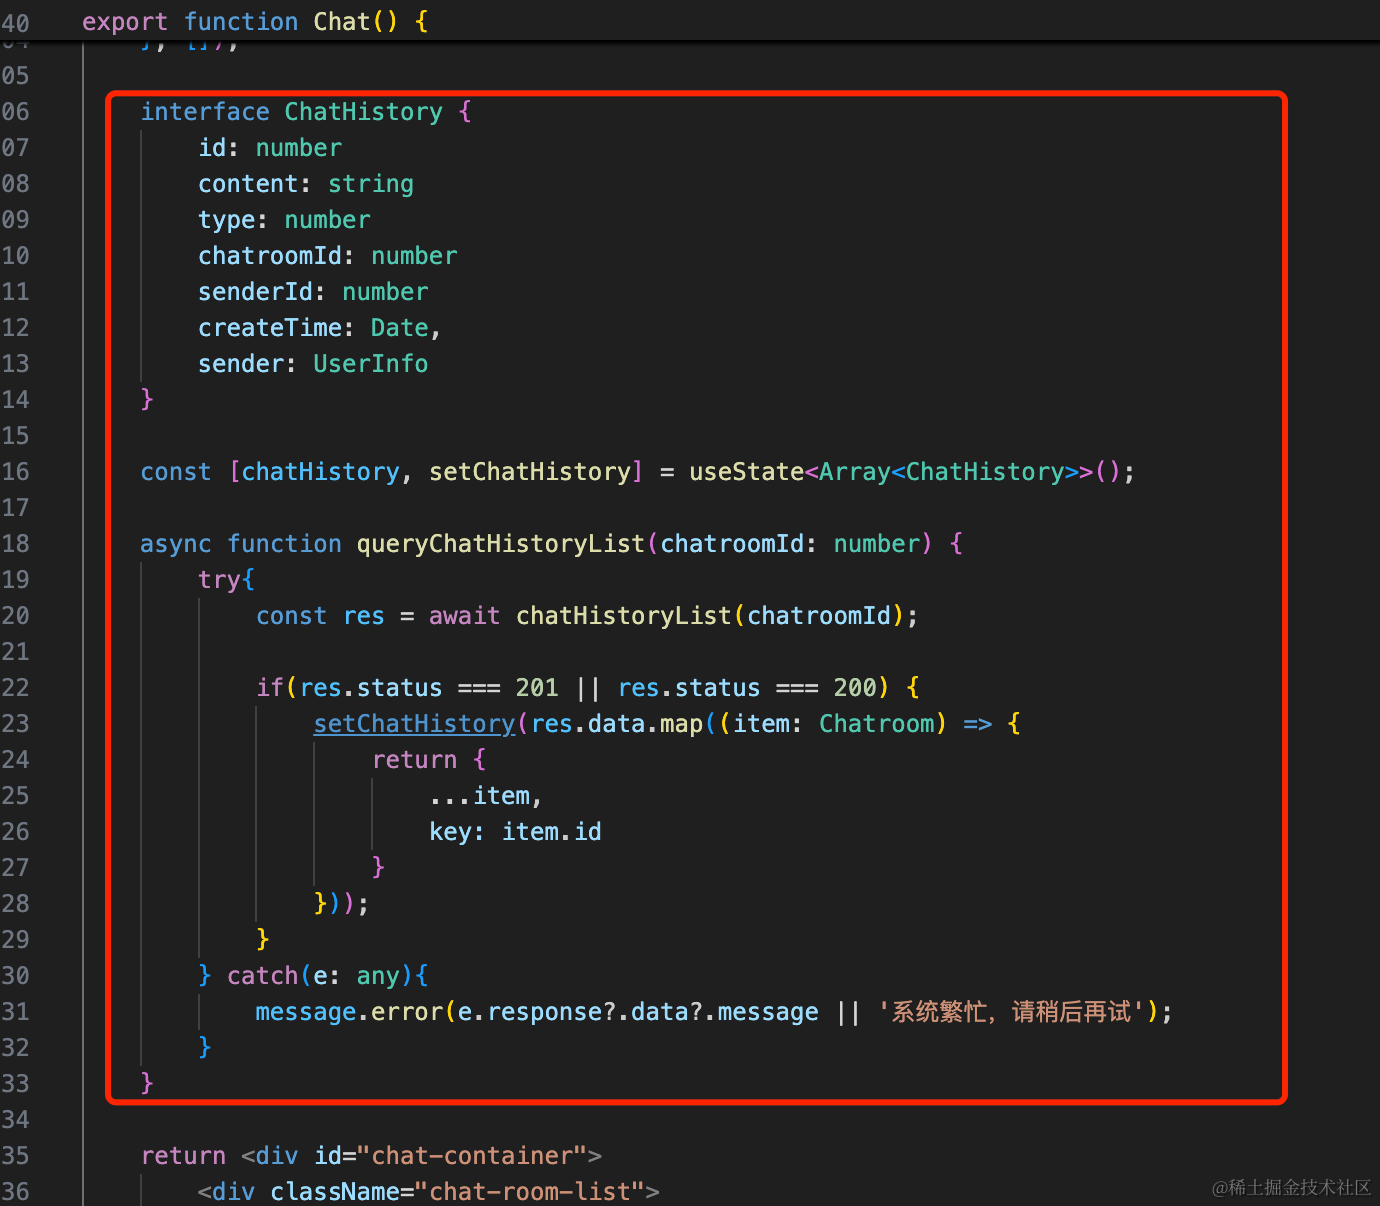 40 export function Chat() {
04 }, []);
05
06 interface ChatHistory {
07 id: number
08 content: string
09 type: number
10 chatroomId: number
11 senderId: number
12 createTime: Date,
13 sender: UserInfo
14 }
15
16 const [chatHistory, setChatHistory] = useState<Array<ChatHistory>>();
17
18 async function queryChatHistoryList(chatroomId: number) {
19 try{
20 const res = await chatHistoryList(chatroomId);
21
22 if(res.status === 201 || res.status === 200) {
23 setChatHistory(res.data.map((item: Chatroom) => {
24 return {
25 ...item,
26 key: item.id
27 }
28 }));
29 }
30 } catch(e: any){
31 message.error(e.response?.data?.message || '系统繁忙，请稍后再试');
32 }
33 }
34
35 return <div id="chat-container">
36 <div className="chat-room-list">
@稀土掘金技术社区